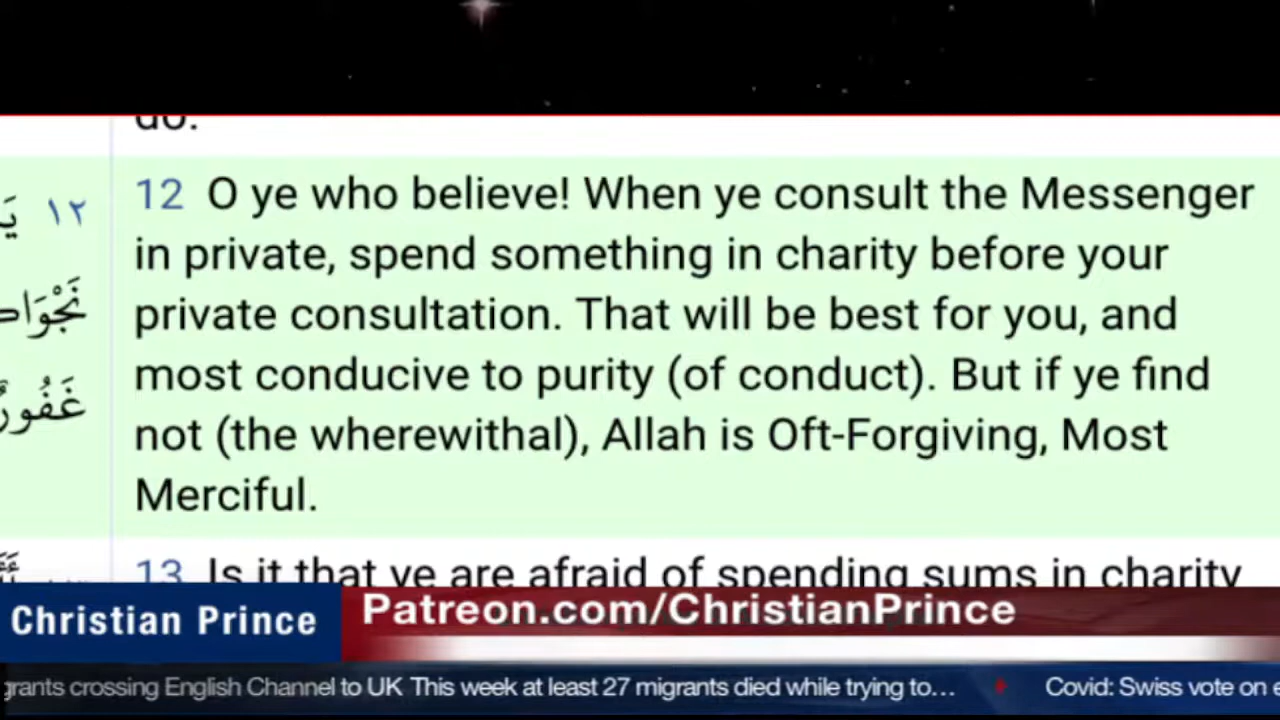 do.
١٢
12 O ye who believe! When ye consult the Messenger
in private, spend something in charity before your
private consultation. That will be best for you, and
most conducive to purity (of conduct). But if ye find
not (the wherewithal), Allah is Oft-Forgiving, Most
Merciful.
13 Is it that ye are afraid of spending sums in charity
Christian Prince
Patreon.com/ChristianPrince
grants crossing English Channel to UK This week at least 27 migrants died while trying to… Covid: Swiss vote on e